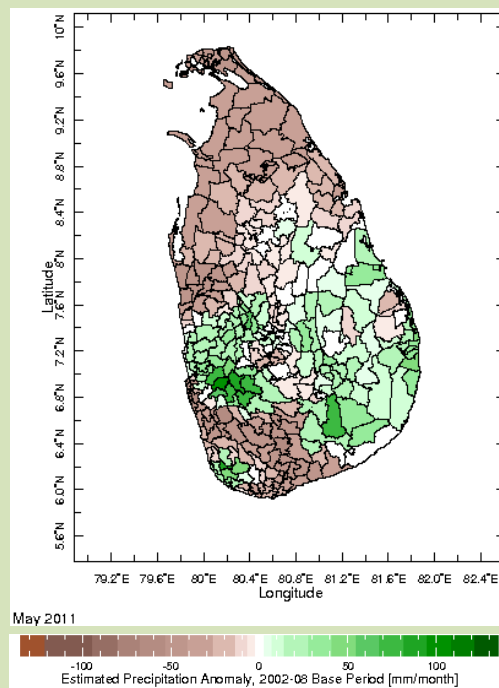 10°N
9.6°N
9.2°N
8.8°N
8.4°N
8°N
7.6°N
7.2°N
6.8°N
6.4°N
6.0°N
5.6°N
Latitude
79.2°E 79.6°E 80°E 80.4°E 80.8°E 81.2°E 81.6°E 82.0°E 82.4°E
Longitude
May 2011
-100 -50 0 50 100
Estimated Precipitation Anomaly, 2002-08 Base Period [mm/month]